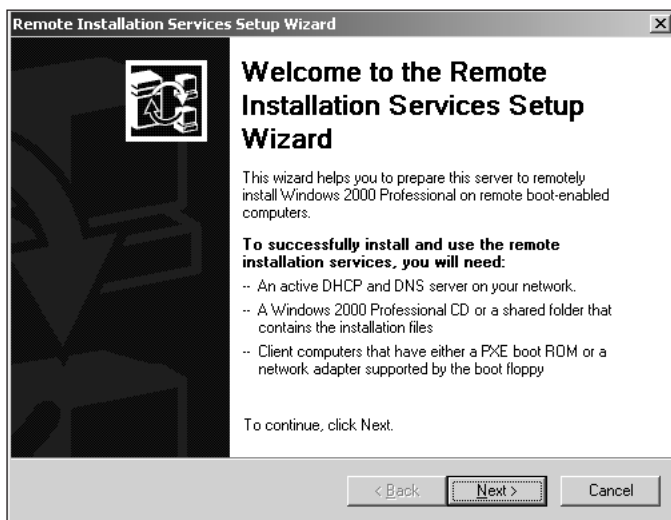 Remote Installation Services Setup Wizard
Welcome to the Remote
Installation Services Setup
Wizard
This wizard helps you to prepare this server to remotely
install Windows 2000 Professional on remote boot-enabled
computers.
To successfully install and use the remote
installation services, you will need:
-- An active DHCP and DNS server on your network.
-- A Windows 2000 Professional CD or a shared folder that
contains the installation files
-- Client computers that have either a PXE boot ROM or a
network adapter supported by the boot floppy
To continue, click Next.
< Back Next > Cancel